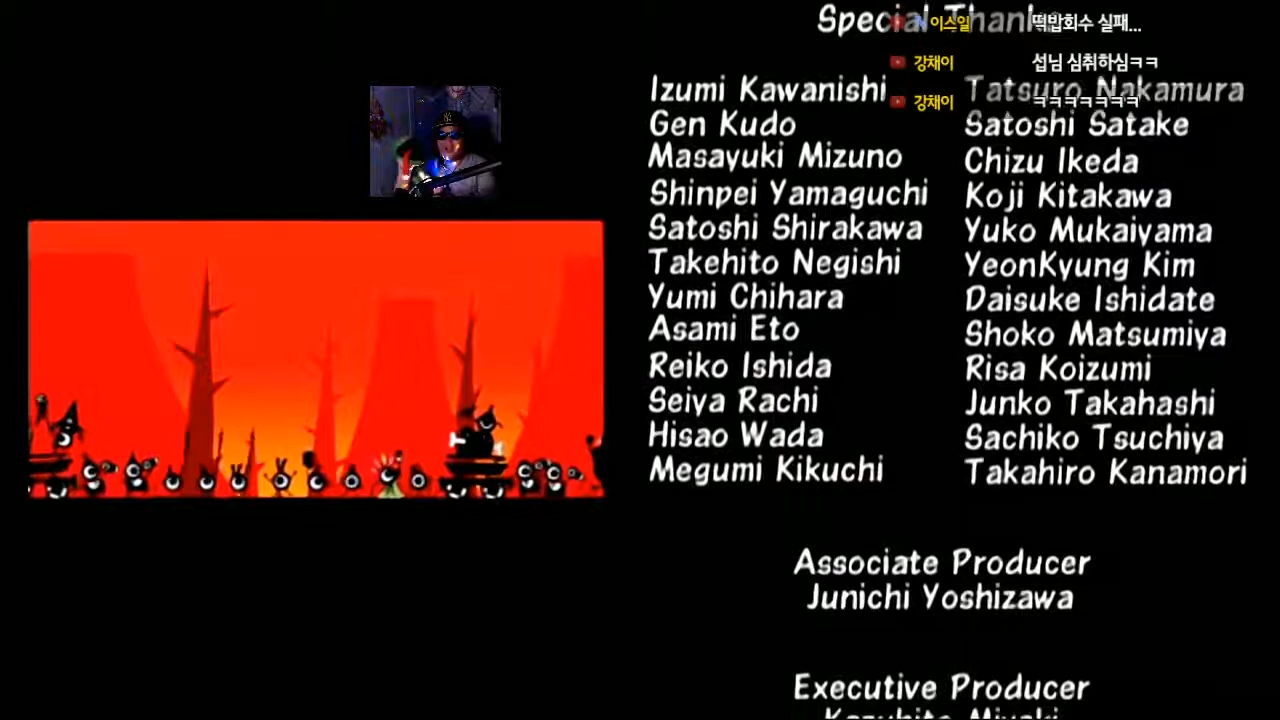 Special Thanks
이스일 떡밥회수 실패...
강채이 섭님 심취하심ㅋㅋ
강채이 ㅋㅋㅋㅋㅋㅋㅋ
Izumi Kawanishi Tatsuro Nakamura
Gen Kudo Satoshi Satake
Masayuki Mizuno Chizu Ikeda
Shinpei Yamaguchi Koji Kitakawa
Satoshi Shirakawa Yuko Mukaiyama
Takehito Negishi YeonKyung Kim
Yumi Chihara Daisuke Ishidate
Asami Eto Shoko Matsumiya
Reiko Ishida Risa Koizumi
Seiya Rachi Junko Takahashi
Hisao Wada Sachiko Tsuchiya
Megumi Kikuchi Takahiro Kanamori
Associate Producer
Junichi Yoshizawa
Executive Producer